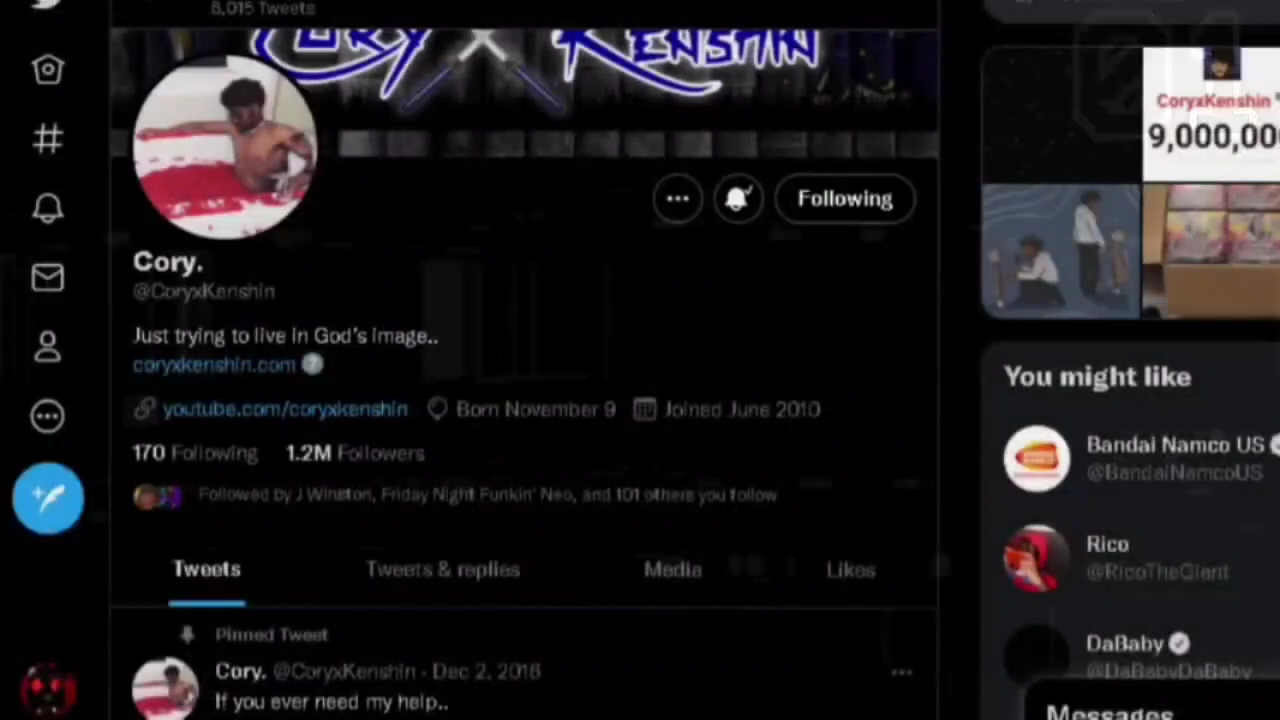 8,015 Tweets
CORY X KENSHIN
Following
Cory.
@CoryxKenshin
Just trying to live in God's image..
coryxkenshin.com
youtube.com/coryxkenshin Born November 9 Joined June 2010
170 Following 1.2M Followers
Followed by J Winston, Friday Night Funkin' Neo, and 101 others you follow
Tweets Tweets & replies Media Likes
Pinned Tweet
Cory. @CoryxKenshin · Dec 2, 2016
If you ever need my help..
CoryxKenshin
9,000,00
You might like
Bandai Namco US
@BandaiNamcoUS
Rico
@RicoTheGiant
DaBaby
@DaBabyDaBaby
Messages